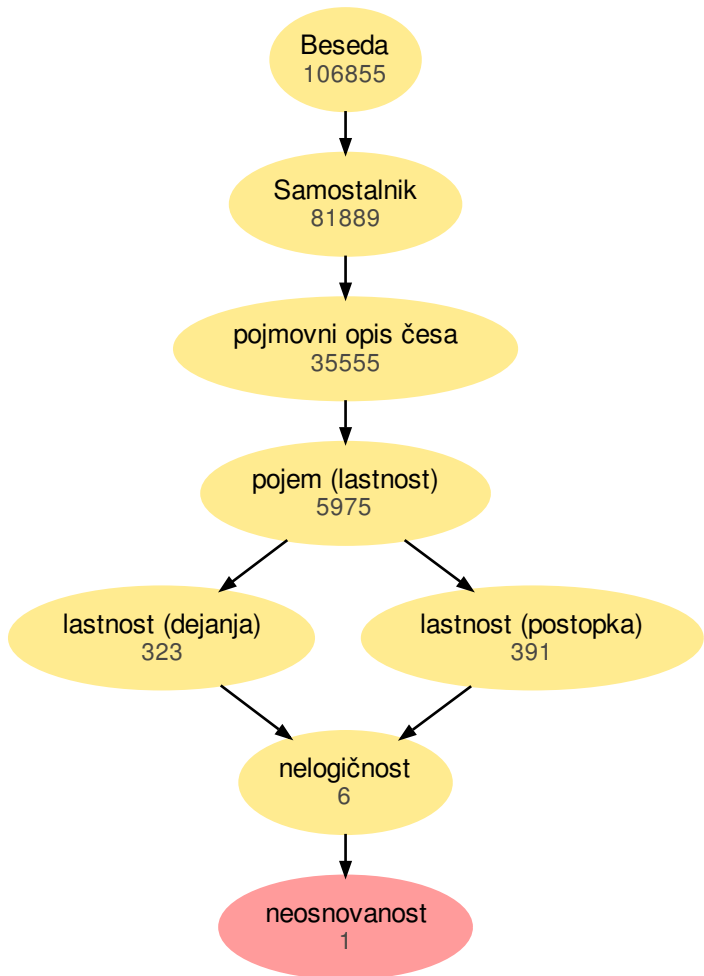 Beseda
106855
Samostalnik
81889
pojmovni opis česa
35555
pojem (lastnost)
5975
lastnost (dejanja)
323
lastnost (postopka)
391
nelogičnost
6
neosnovanost
1